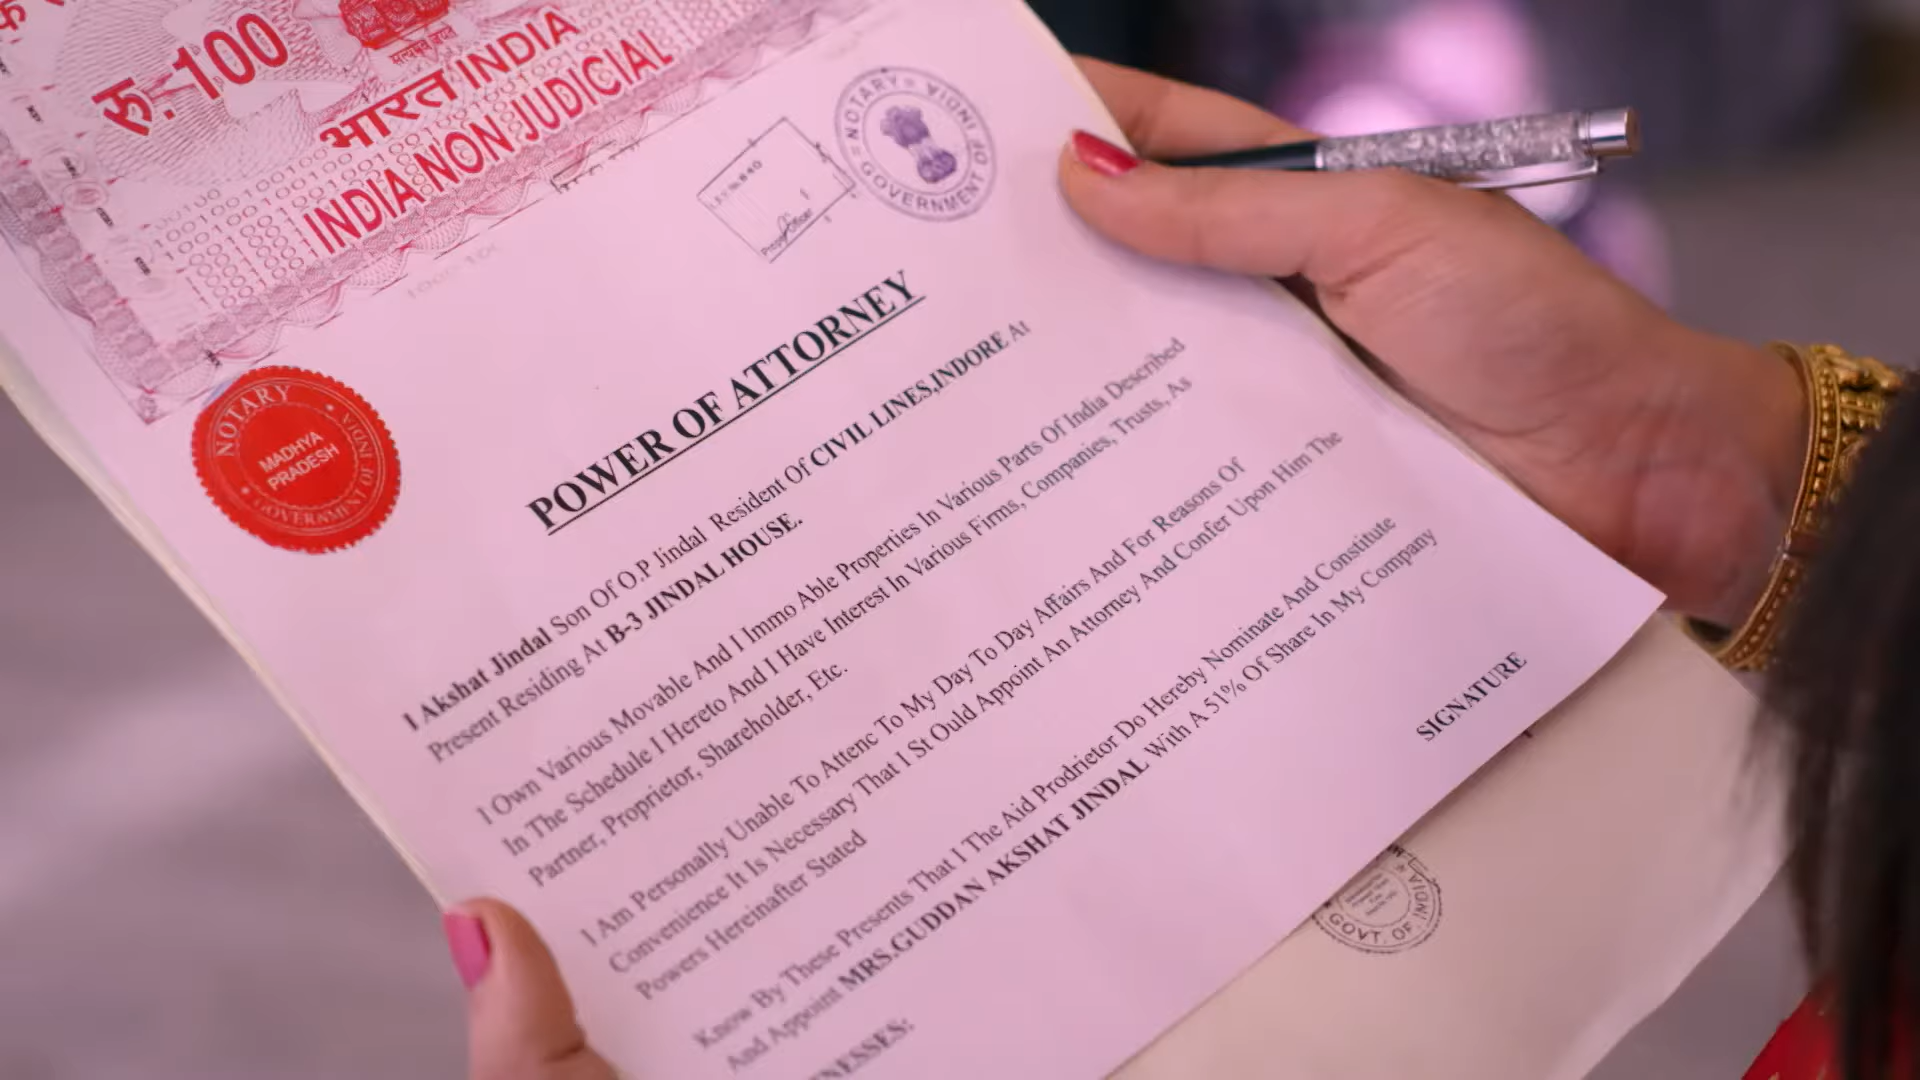 रु. 100
सत्यमेव जयते
भारत INDIA
INDIA NON JUDICIAL
NOTARY
GOVERNMENT OF INDIA
NOTARY
MADHYA
PRADESH
GOVERNMENT OF INDIA
POWER OF ATTORNEY
I Akshat Jindal Son Of O,P Jindal Resident Of CIVIL LINES,INDORE At
Present Residing At B-3 JINDAL HOUSE.
I Own Various Movable And I Immo Able Properties In Various Parts Of India Described
In The Schedule I Hereto And I Have Interest In Various Firms, Companies, Trusts, As
Partner, Proprietor, Shareholder, Etc.
I Am Personally Unable To Attenc To My Day To Day Affairs And For Reasons Of
Convenience It Is Necessary That I St Ould Appoint An Attorney And Confer Upon Him The
Powers Hereinafter Stated
Know By These Presents That I The Aid Prodrietor Do Hereby Nominate And Constitute
And Appoint MRS.GUDDAN AKSHAT JINDAL With A 51% Of Share In My Company
SIGNATURE
NESSES:
GOVT. OF INDIA